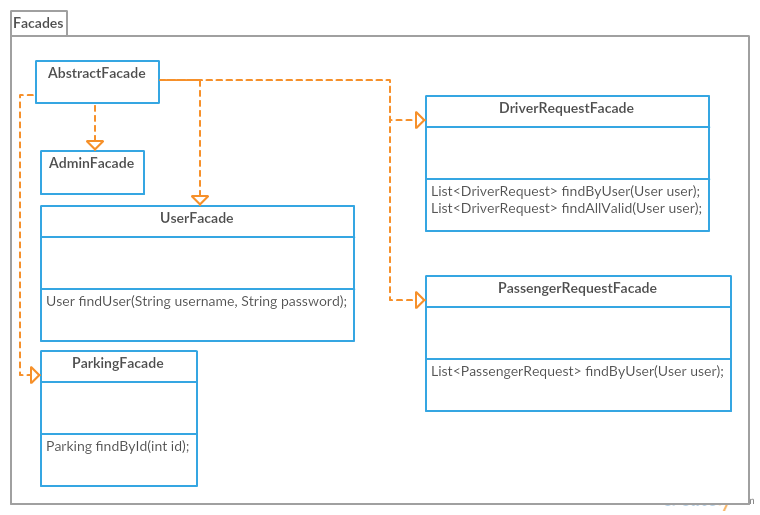 Facades
AbstractFacade
AdminFacade
UserFacade
User findUser(String username, String password);
ParkingFacade
Parking findById(int id);
DriverRequestFacade
List<DriverRequest> findByUser(User user);
List<DriverRequest> findAllValid(User user);
PassengerRequestFacade
List<PassengerRequest> findByUser(User user);